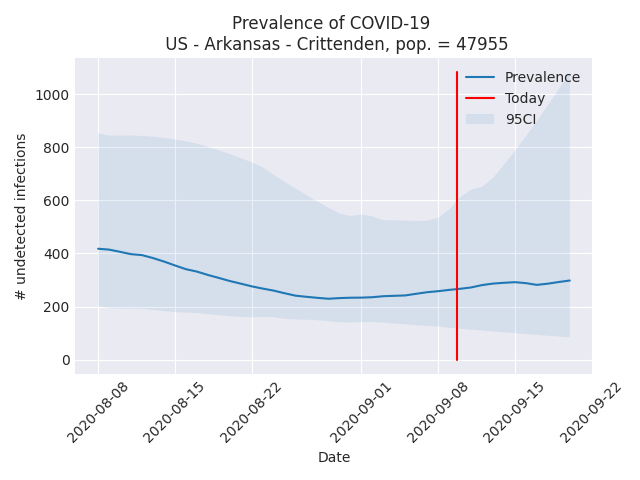 Prevalence of COVID-19
US - Arkansas - Crittenden, pop. = 47955
Prevalence
Today
95CI
# undetected infections
1000
800
600
400
200
0
2020-08-08
2020-08-15
2020-08-22
2020-09-01
2020-09-08
2020-09-15
2020-09-22
Date